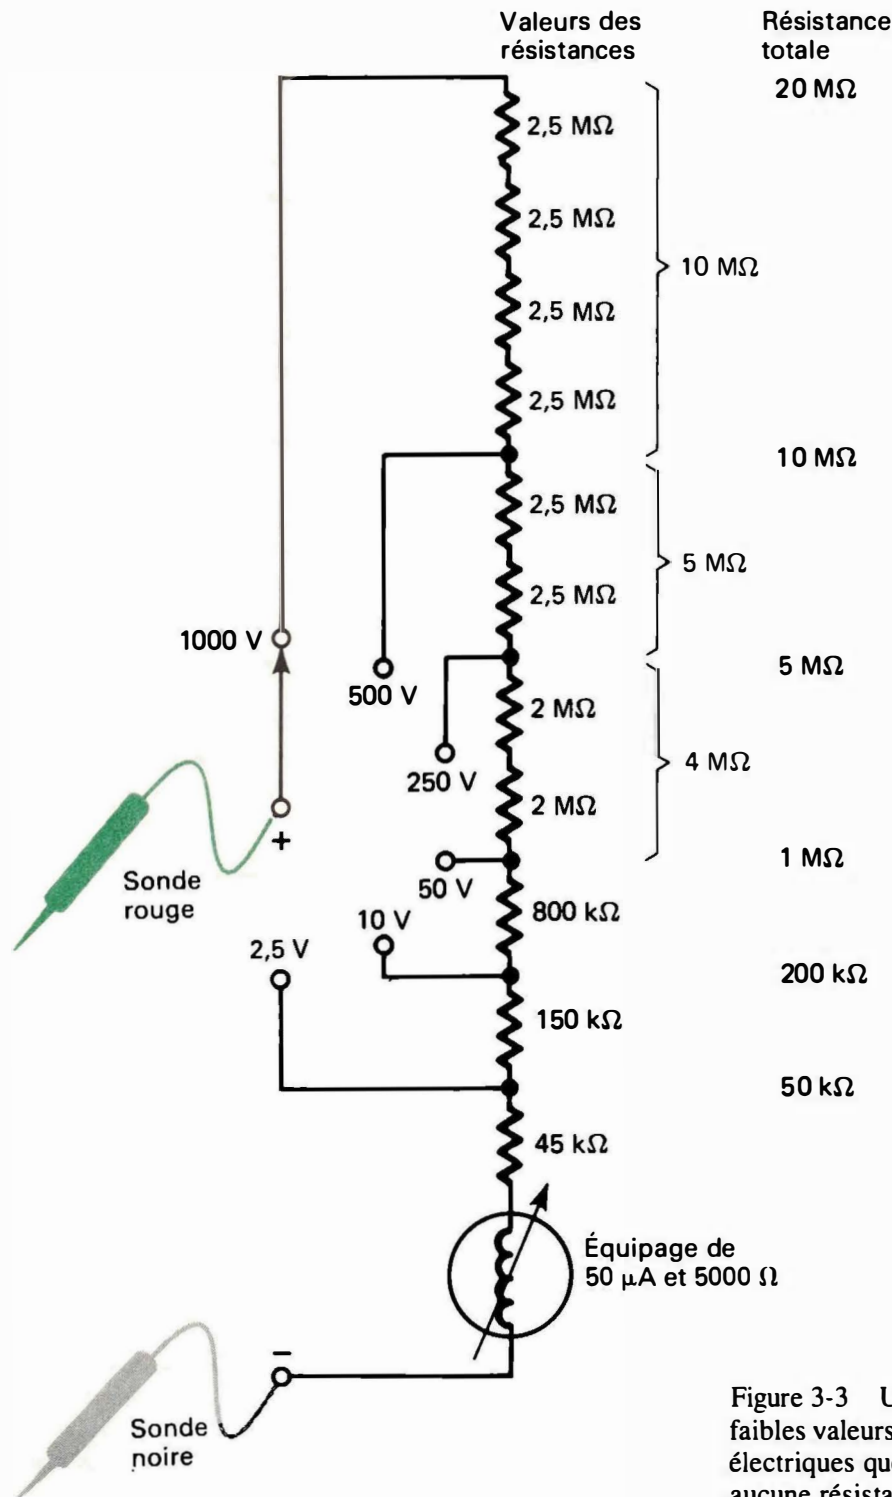 Valeurs des
résistances
Résistance
totale
20 MΩ
2,5 MΩ
2,5 MΩ
10 MΩ
2,5 MΩ
2,5 MΩ
10 MΩ
2,5 MΩ
5 MΩ
2,5 MΩ
1000 V
5 MΩ
500 V
2 MΩ
250 V
4 MΩ
2 MΩ
+
Sonde
rouge
50 V
1 MΩ
800 kΩ
10 V
2,5 V
200 kΩ
150 kΩ
50 kΩ
45 kΩ
Équipage de
50 μA et 5000 Ω
−
Sonde
noire
Figure 3-3
faibles valeurs
électriques
aucune